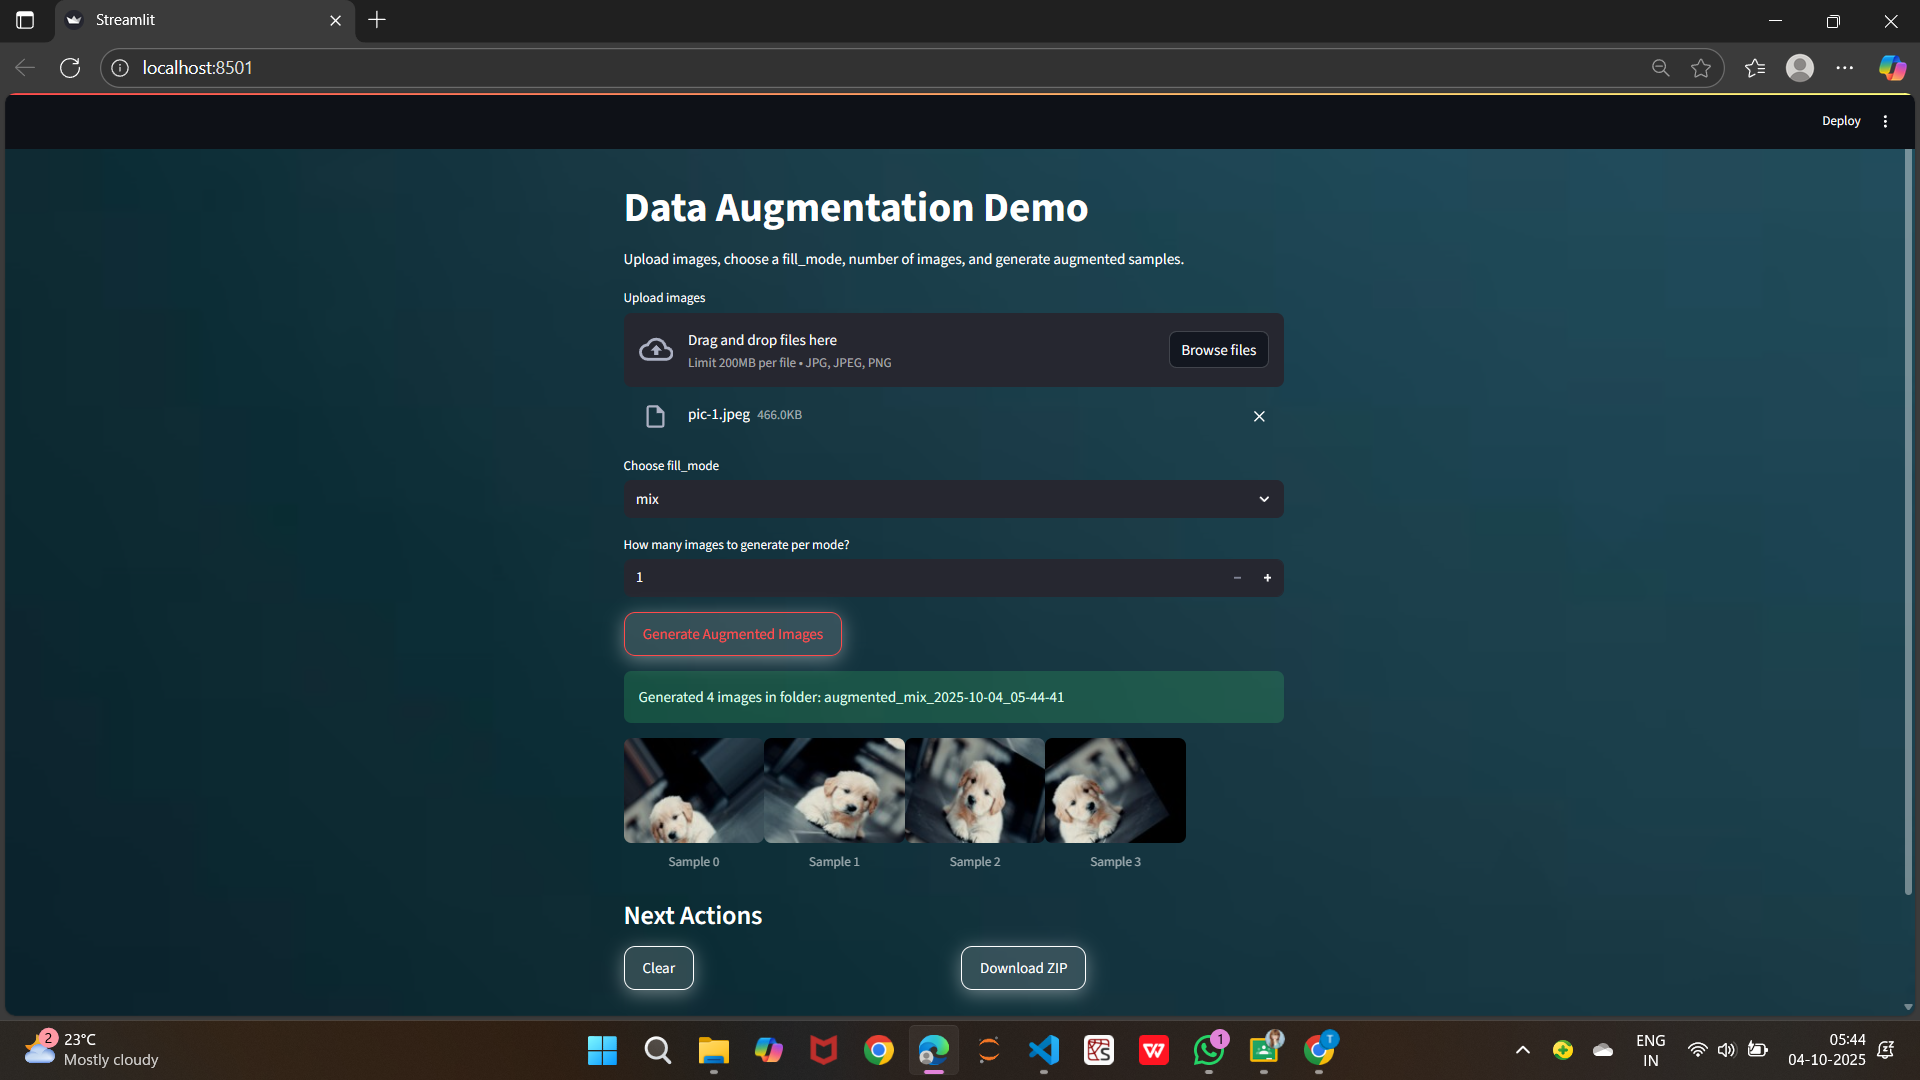 Streamlit
localhost:8501
Deploy
Data Augmentation Demo
Upload images, choose a fill_mode, number of images, and generate augmented samples.
Upload images
Drag and drop files here
Limit 200MB per file • JPG, JPEG, PNG
Browse files
pic-1.jpeg 466.0KB
Choose fill_mode
mix
How many images to generate per mode?
1
Generate Augmented Images
Generated 4 images in folder: augmented_mix_2025-10-04_05-44-41
Sample 0
Sample 1
Sample 2
Sample 3
Next Actions
Clear
Download ZIP
2
23°C
Mostly cloudy
W
1
T
ENG
IN
05:44
04-10-2025